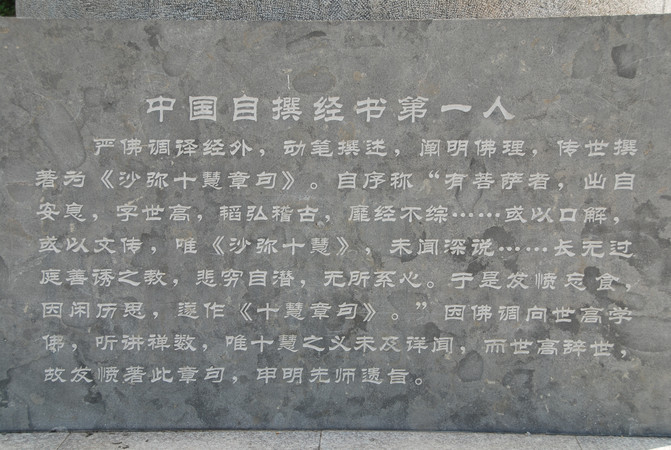 中国自撰经书第一人
严佛调译经外，动笔撰述，阐明佛理，传世撰
著为《沙弥十慧章句》。自序称“有菩萨者，出自
安息，字世高，韬弘稽古，靡经不综……或以口解，
或以文传，唯《沙弥十慧》，未闻深说……长无过
庭善诱之教，悲穷自潜，无所系心。于是发愤忘食，
因闲历思，遂作《十慧章句》。”因佛调向世高学
佛，听讲禅数，唯十慧之义未及详闻，而世高辞世，
故发愤著此章句，申明先师遗旨。